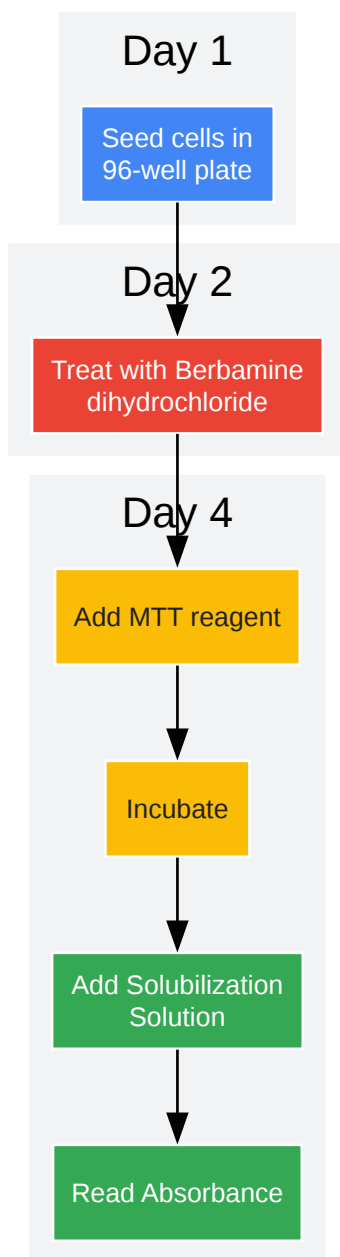 Day 1
Seed cells in
96-well plate
Day 2
Treat with Berbamine
dihydrochloride
Day 4
Add MTT reagent
Incubate
Add Solubilization
Solution
Read Absorbance